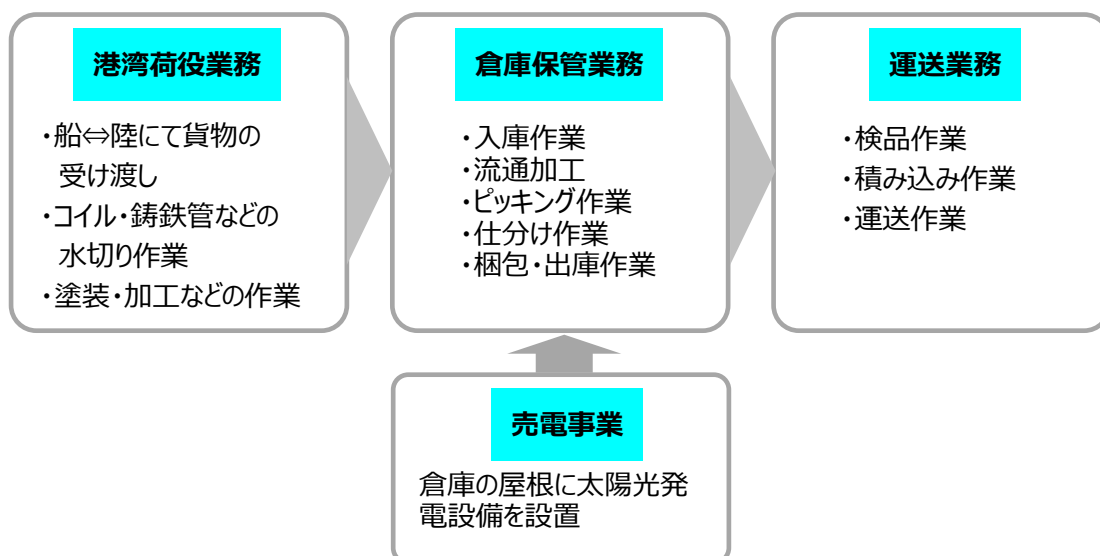 港湾荷役業務
・船⇔陸にて貨物の
受け渡し
・コイル・鋳鉄管などの
水切り作業
・塗装・加工などの作業
倉庫保管業務
・入庫作業
・流通加工
・ピッキング作業
・仕分け作業
・梱包・出庫作業
運送業務
・検品作業
・積み込み作業
・運送作業
売電事業
倉庫の屋根に太陽光発
電設備を設置